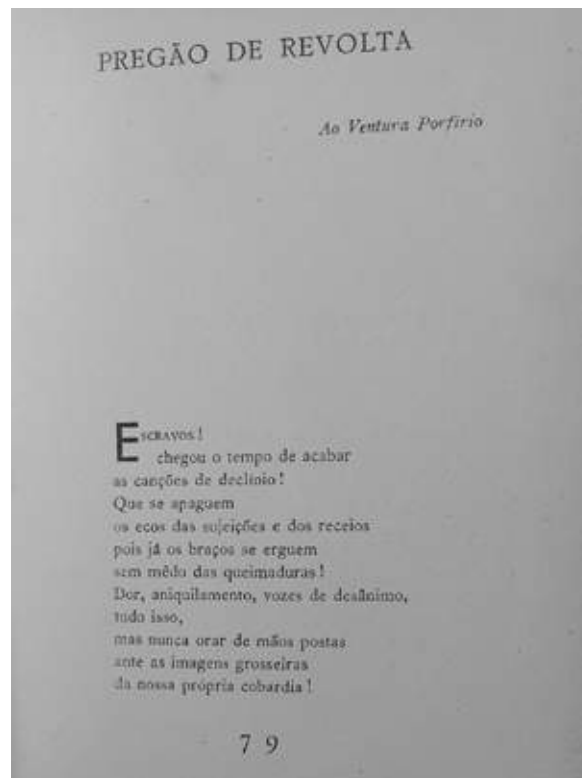 PREGÃO DE REVOLTA
Ao Ventura Porfírio
ESCRAVOS!
chegou o tempo de acabar
as canções de declínio!
Que se apaguem
os ecos das sujeições e dos receios
pois já os braços se erguem
sem mêdo das queimaduras!
Dor, aniquilamento, vozes de desânimo,
tudo isso,
mas nunca orar de mãos postas
ante as imagens grosseiras
da nossa própria cobardia!
79